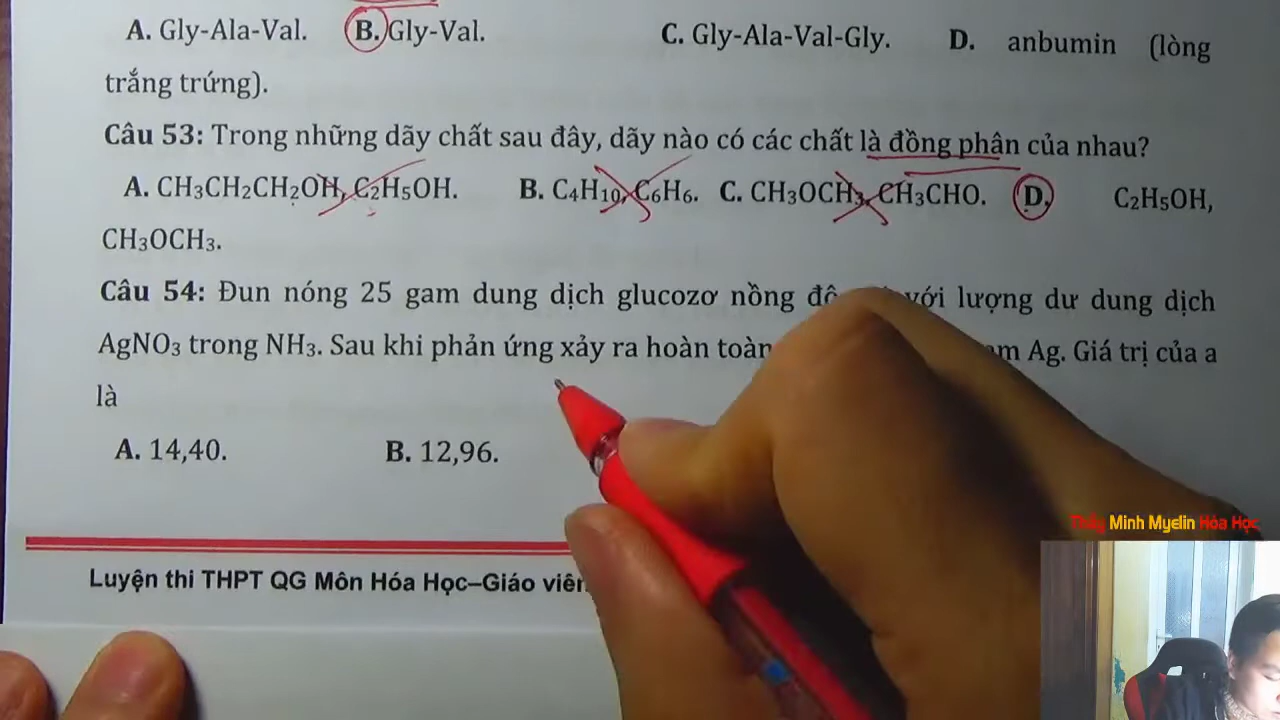 A. Gly-Ala-Val. B. Gly-Val. C. Gly-Ala-Val-Gly. D. anbumin (lòng
trắng trứng).
Câu 53: Trong những dãy chất sau đây, dãy nào có các chất là đồng phân của nhau?
A. CH₃CH₂CH₂OH, C₂H₅OH. B. C₄H₁₀, C₆H₆. C. CH₃OCH₃, CH₃CHO. D. C₂H₅OH,
CH₃OCH₃.
Câu 54: Đun nóng 25 gam dung dịch glucozơ nồng với lượng dư dung dịch
AgNO₃ trong NH₃. Sau khi phản ứng xảy ra hoàn toàn Ag. Giá trị của a
là
A. 14,40. B. 12,96.
Luyện thi THPT QG Môn Hóa Học–Giáo viên
Thầy Minh Myelin Hóa Học